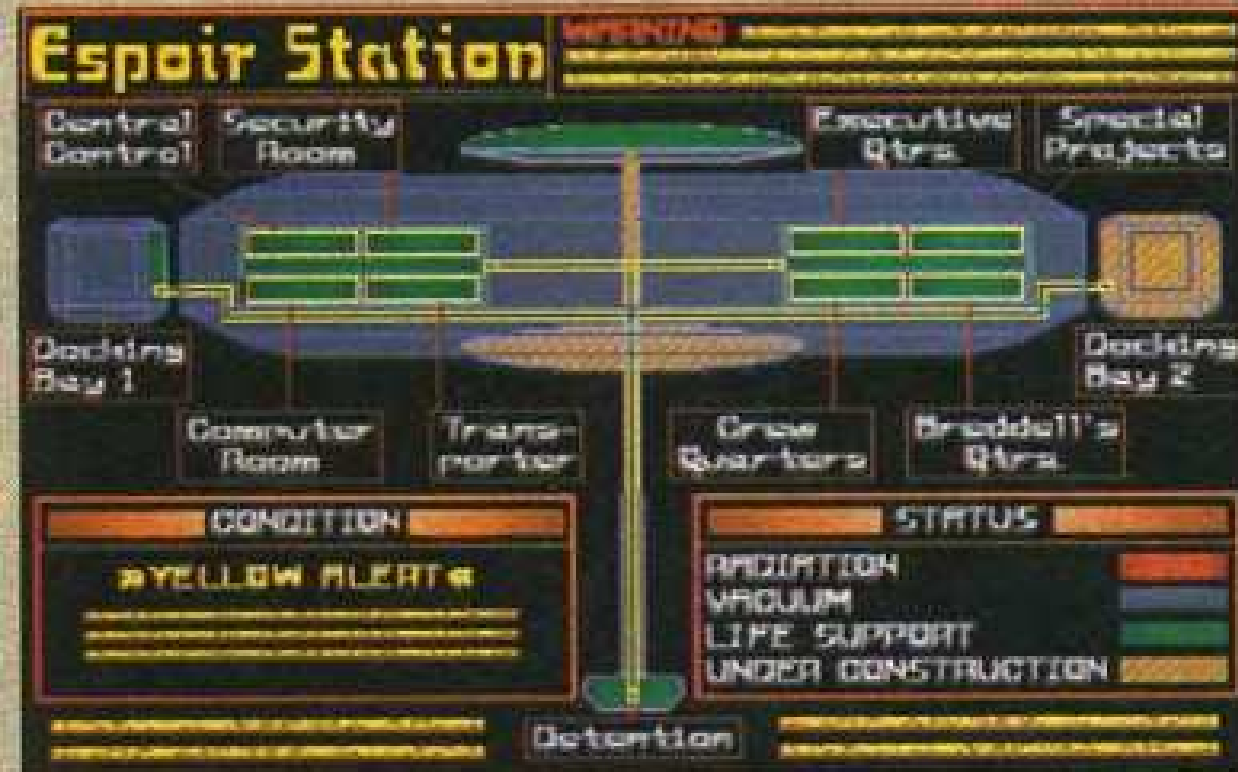 Espair Station
WARNING
Central
Control
Security
Room
Executive
Qtrs.
Special
Projects
Docking
Bay 1
Docking
Bay 2
Computer
Room
Trans-
porter
Crew
Quarters
Breddell's
Qtrs.
CONDITION
»YELLOW ALERT«
STATUS
RADIATION
VACUUM
LIFE SUPPORT
UNDER CONSTRUCTION
Detention